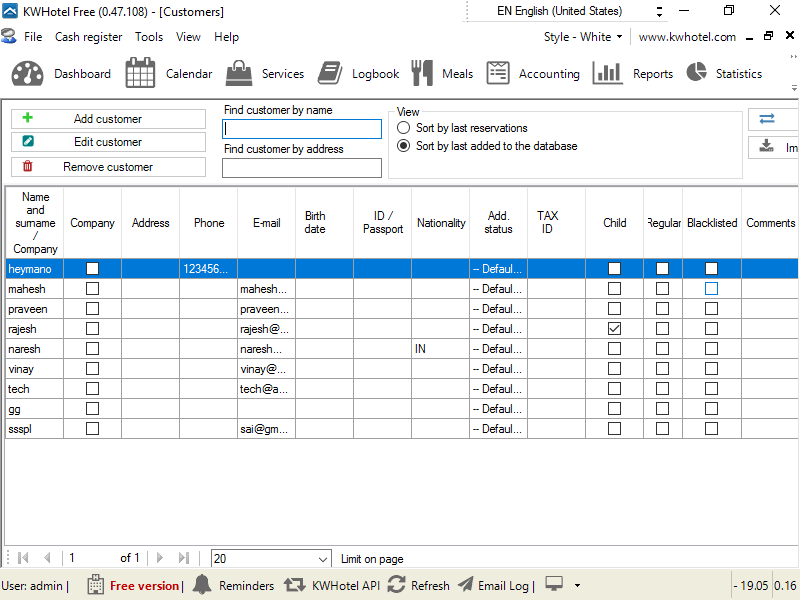 KWHotel Free (0.47.108) - [Customers]
EN English (United States)
File Cash register Tools View Help
Style - White
www.kwhotel.com
Dashboard Calendar Services Logbook Meals Accounting Reports Statistics
Add customer
Edit customer
Remove customer
Find customer by name
Find customer by address
View
Sort by last reservations
Sort by last added to the database
Im
Name and surname / Company
Company Address Phone E-mail Birth date ID / Passport Nationality Add. status TAX ID Child Regular Blacklisted Comments
heymano 123456... -- Defaul...
mahesh mahesh... -- Defaul...
praveen praveen... -- Defaul...
rajesh rajesh@... -- Defaul...
naresh naresh... IN -- Defaul...
vinay vinay@... -- Defaul...
tech tech@a... -- Defaul...
gg -- Defaul...
ssspl sai@gm... -- Defaul...
1 of 1 20 Limit on page
User: admin | Free version | Reminders KWHotel API Refresh Email Log | - 19.05 0.16